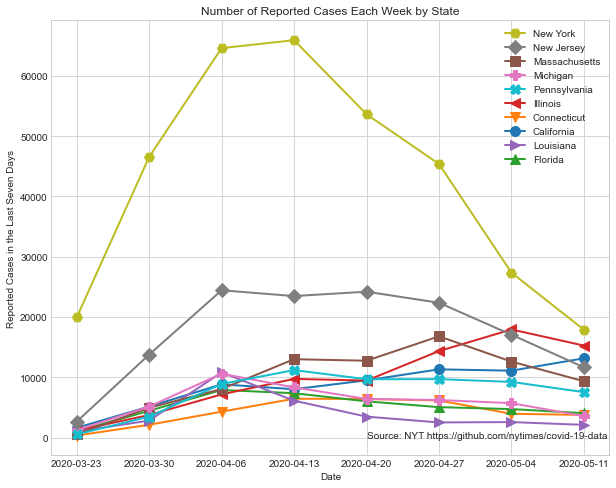 Number of Reported Cases Each Week by State
New York
New Jersey
Massachusetts
Michigan
Pennsylvania
Illinois
Connecticut
California
Louisiana
Florida
60000
50000
40000
30000
20000
10000
0
Reported Cases in the Last Seven Days
Source: NYT https://github.com/nytimes/covid-19-data
2020-03-23 2020-03-30 2020-04-06 2020-04-13 2020-04-20 2020-04-27 2020-05-04 2020-05-11
Date